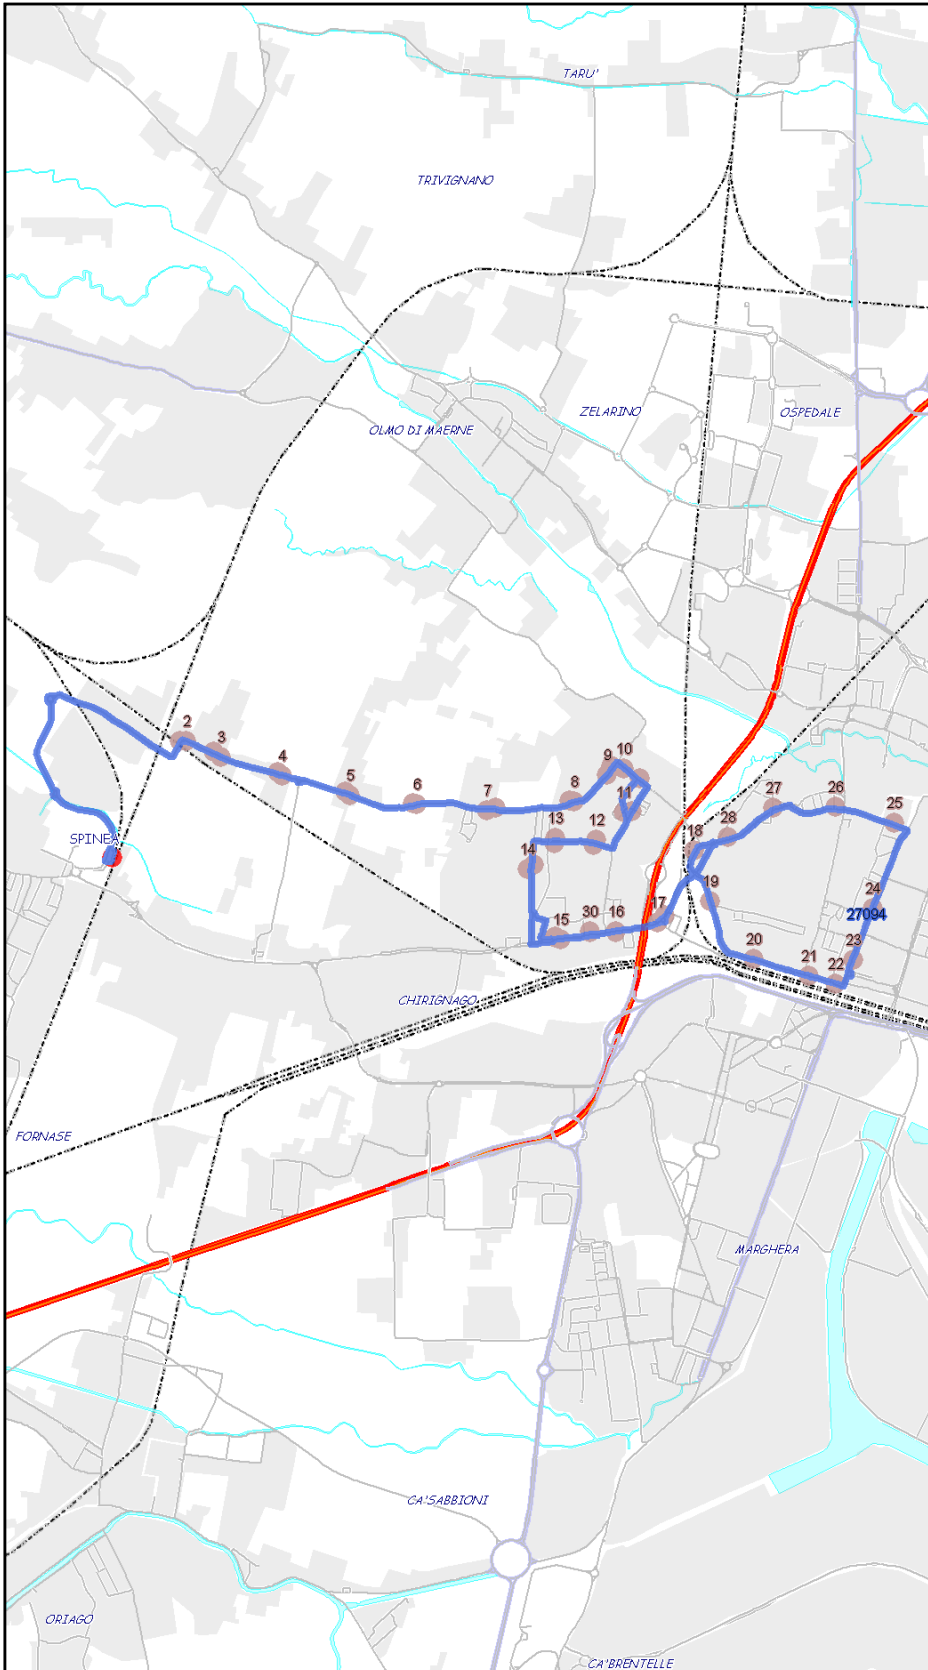 TARU'
TRIVIGNANO
ZELARINO
OSPEDALE
OLMO DI MAERNE
2
3
4
5
6
7
8
9
10
11
12
13
14
15
30
16
17
18
19
20
21
22
23
24
27094
25
26
27
28
SPINEA
CHIRIGNAGO
FORNASE
MARGHERA
CA'SABBIONI
ORIAGO
CA'BRENTELLE